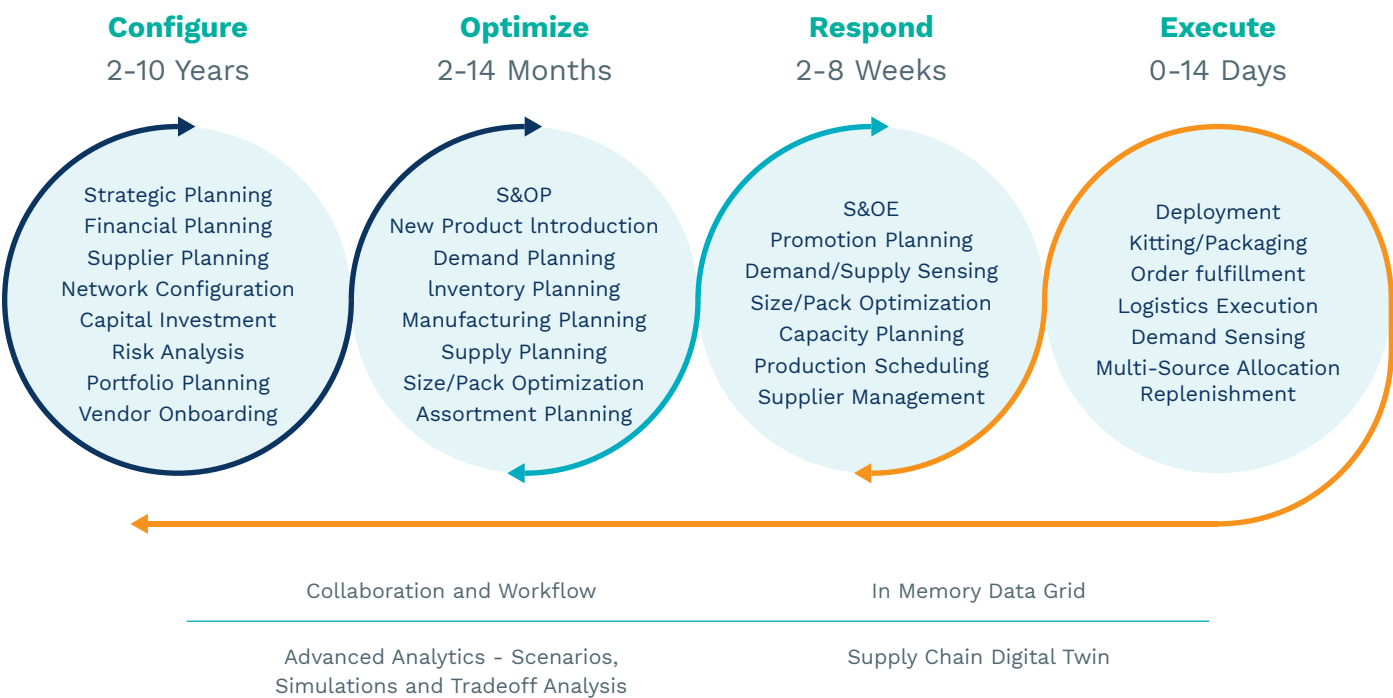 Configure
2-10 Years
Optimize
2-14 Months
Respond
2-8 Weeks
Execute
0-14 Days
Strategic Planning
Financial Planning
Supplier Planning
Network Configuration
Capital Investment
Risk Analysis
Portfolio Planning
Vendor Onboarding
S&OP
New Product Introduction
Demand Planning
Inventory Planning
Manufacturing Planning
Supply Planning
Size/Pack Optimization
Assortment Planning
S&OE
Promotion Planning
Demand/Supply Sensing
Size/Pack Optimization
Capacity Planning
Production Scheduling
Supplier Management
Deployment
Kitting/Packaging
Order fulfillment
Logistics Execution
Demand Sensing
Multi-Source Allocation
Replenishment
Collaboration and Workflow
In Memory Data Grid
Advanced Analytics - Scenarios,
Simulations and Tradeoff Analysis
Supply Chain Digital Twin